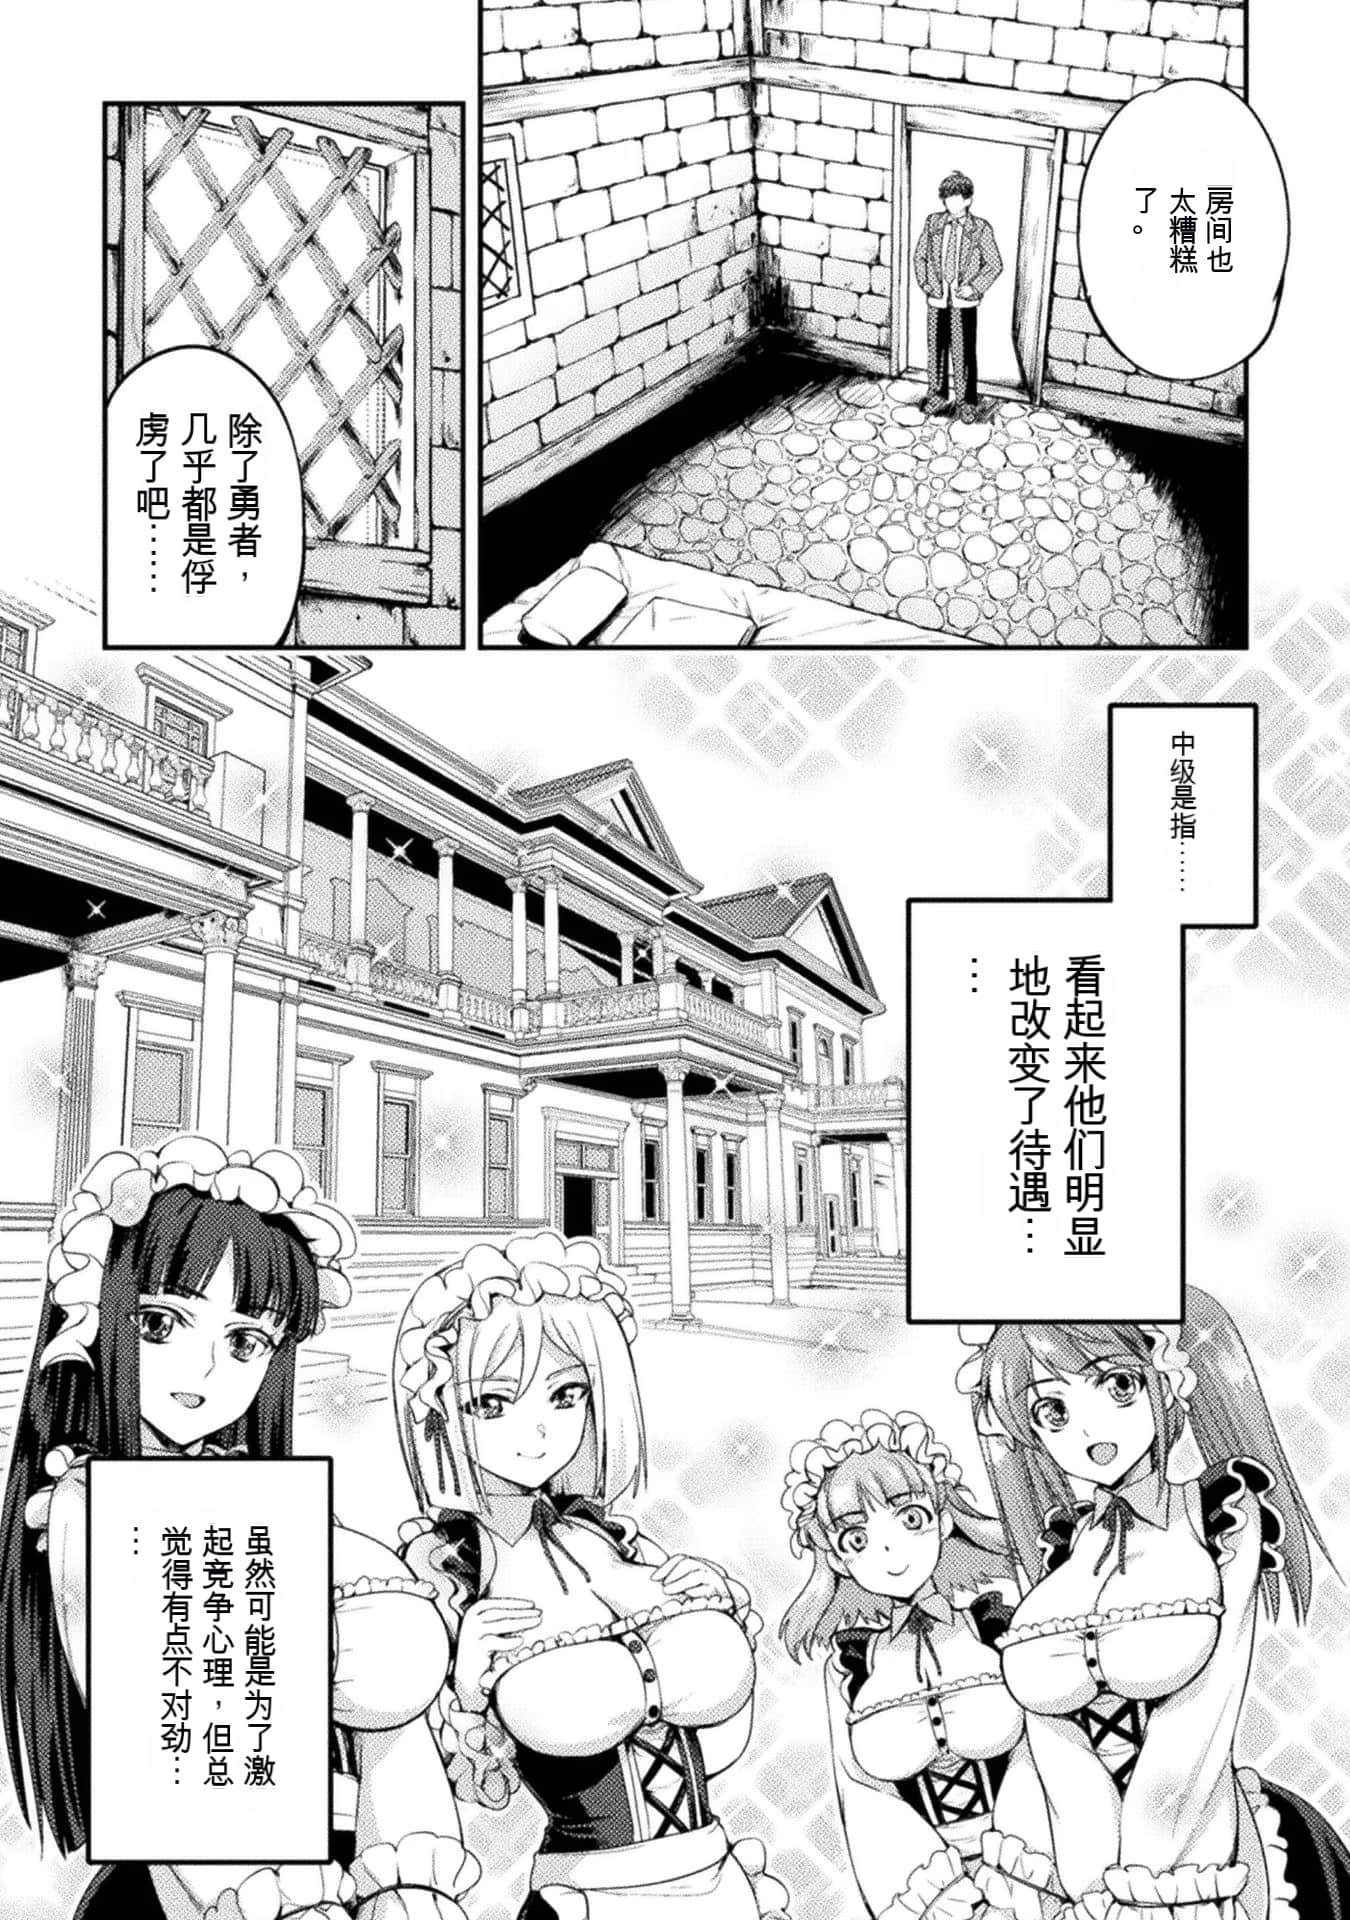 房间也
太糟糕
了。
除了勇者，
几乎都是俘
虏了吧……
中级是指……
看起来他们明显
地改变了待遇…
…
虽然可能是为了激
起竞争心理，但总
觉得有点不对劲…
…